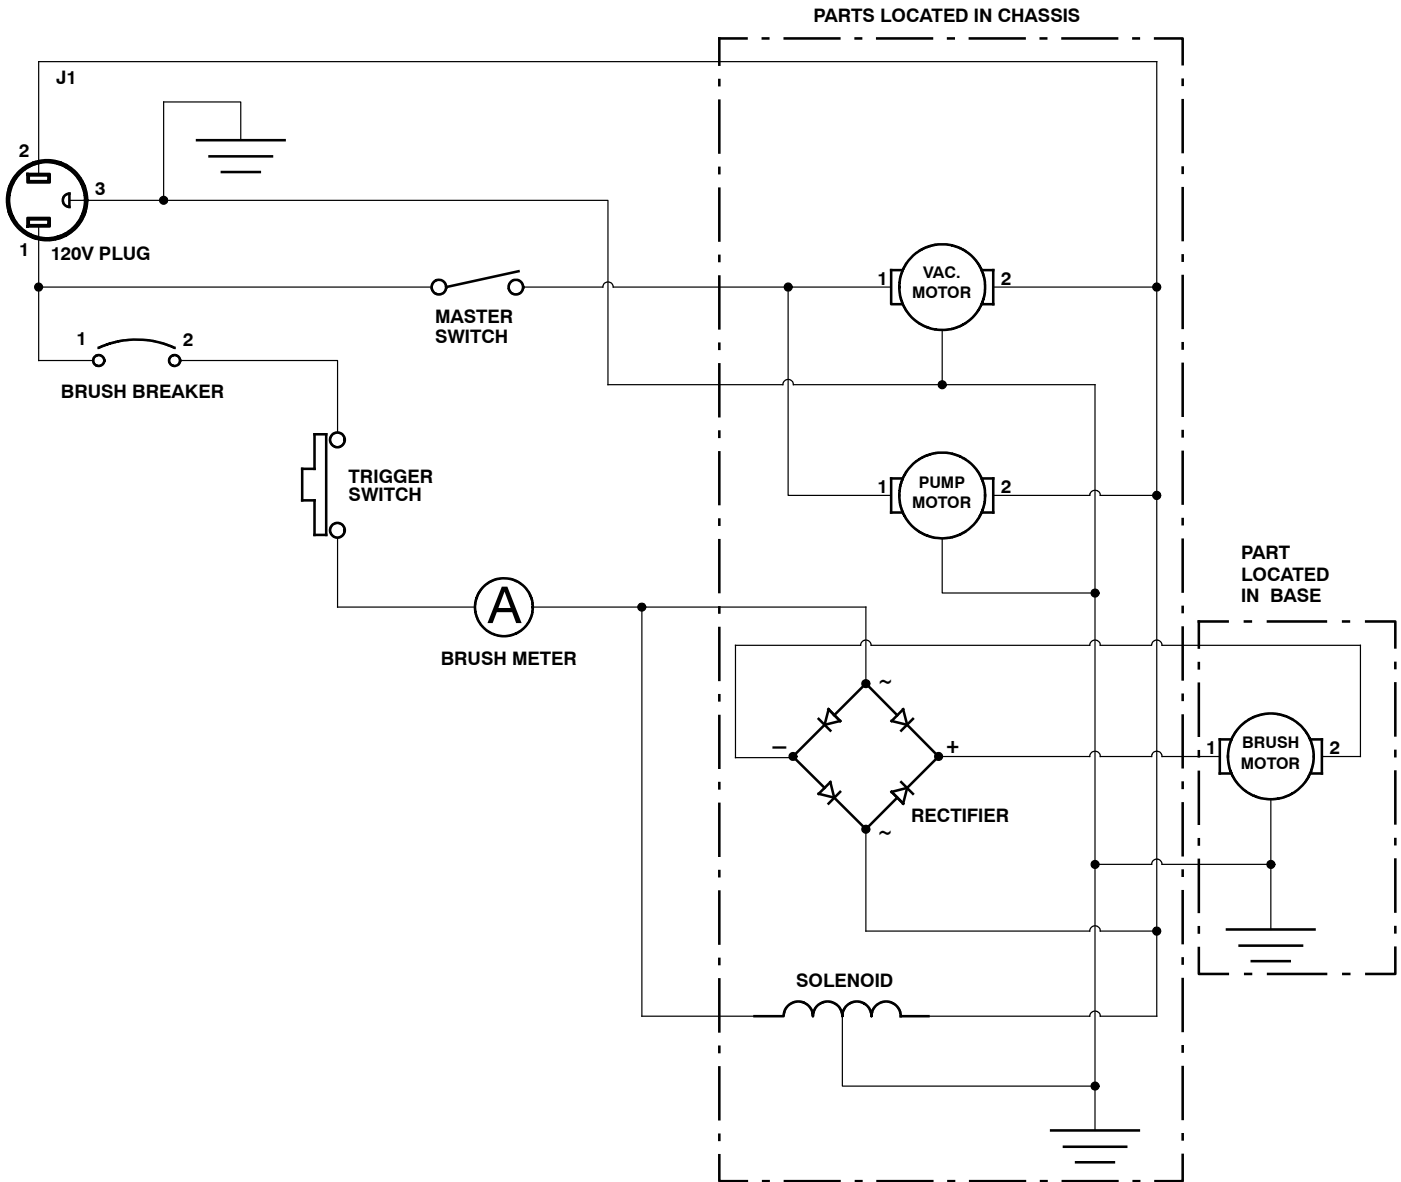 PARTS LOCATED IN CHASSIS
J1
2
3
1
120V PLUG
VAC.
MOTOR
1
2
MASTER
SWITCH
1
2
BRUSH BREAKER
TRIGGER
SWITCH
PUMP
MOTOR
1
2
PART
LOCATED
IN BASE
A
BRUSH METER
~
−
+
~
RECTIFIER
1
BRUSH
MOTOR
2
SOLENOID